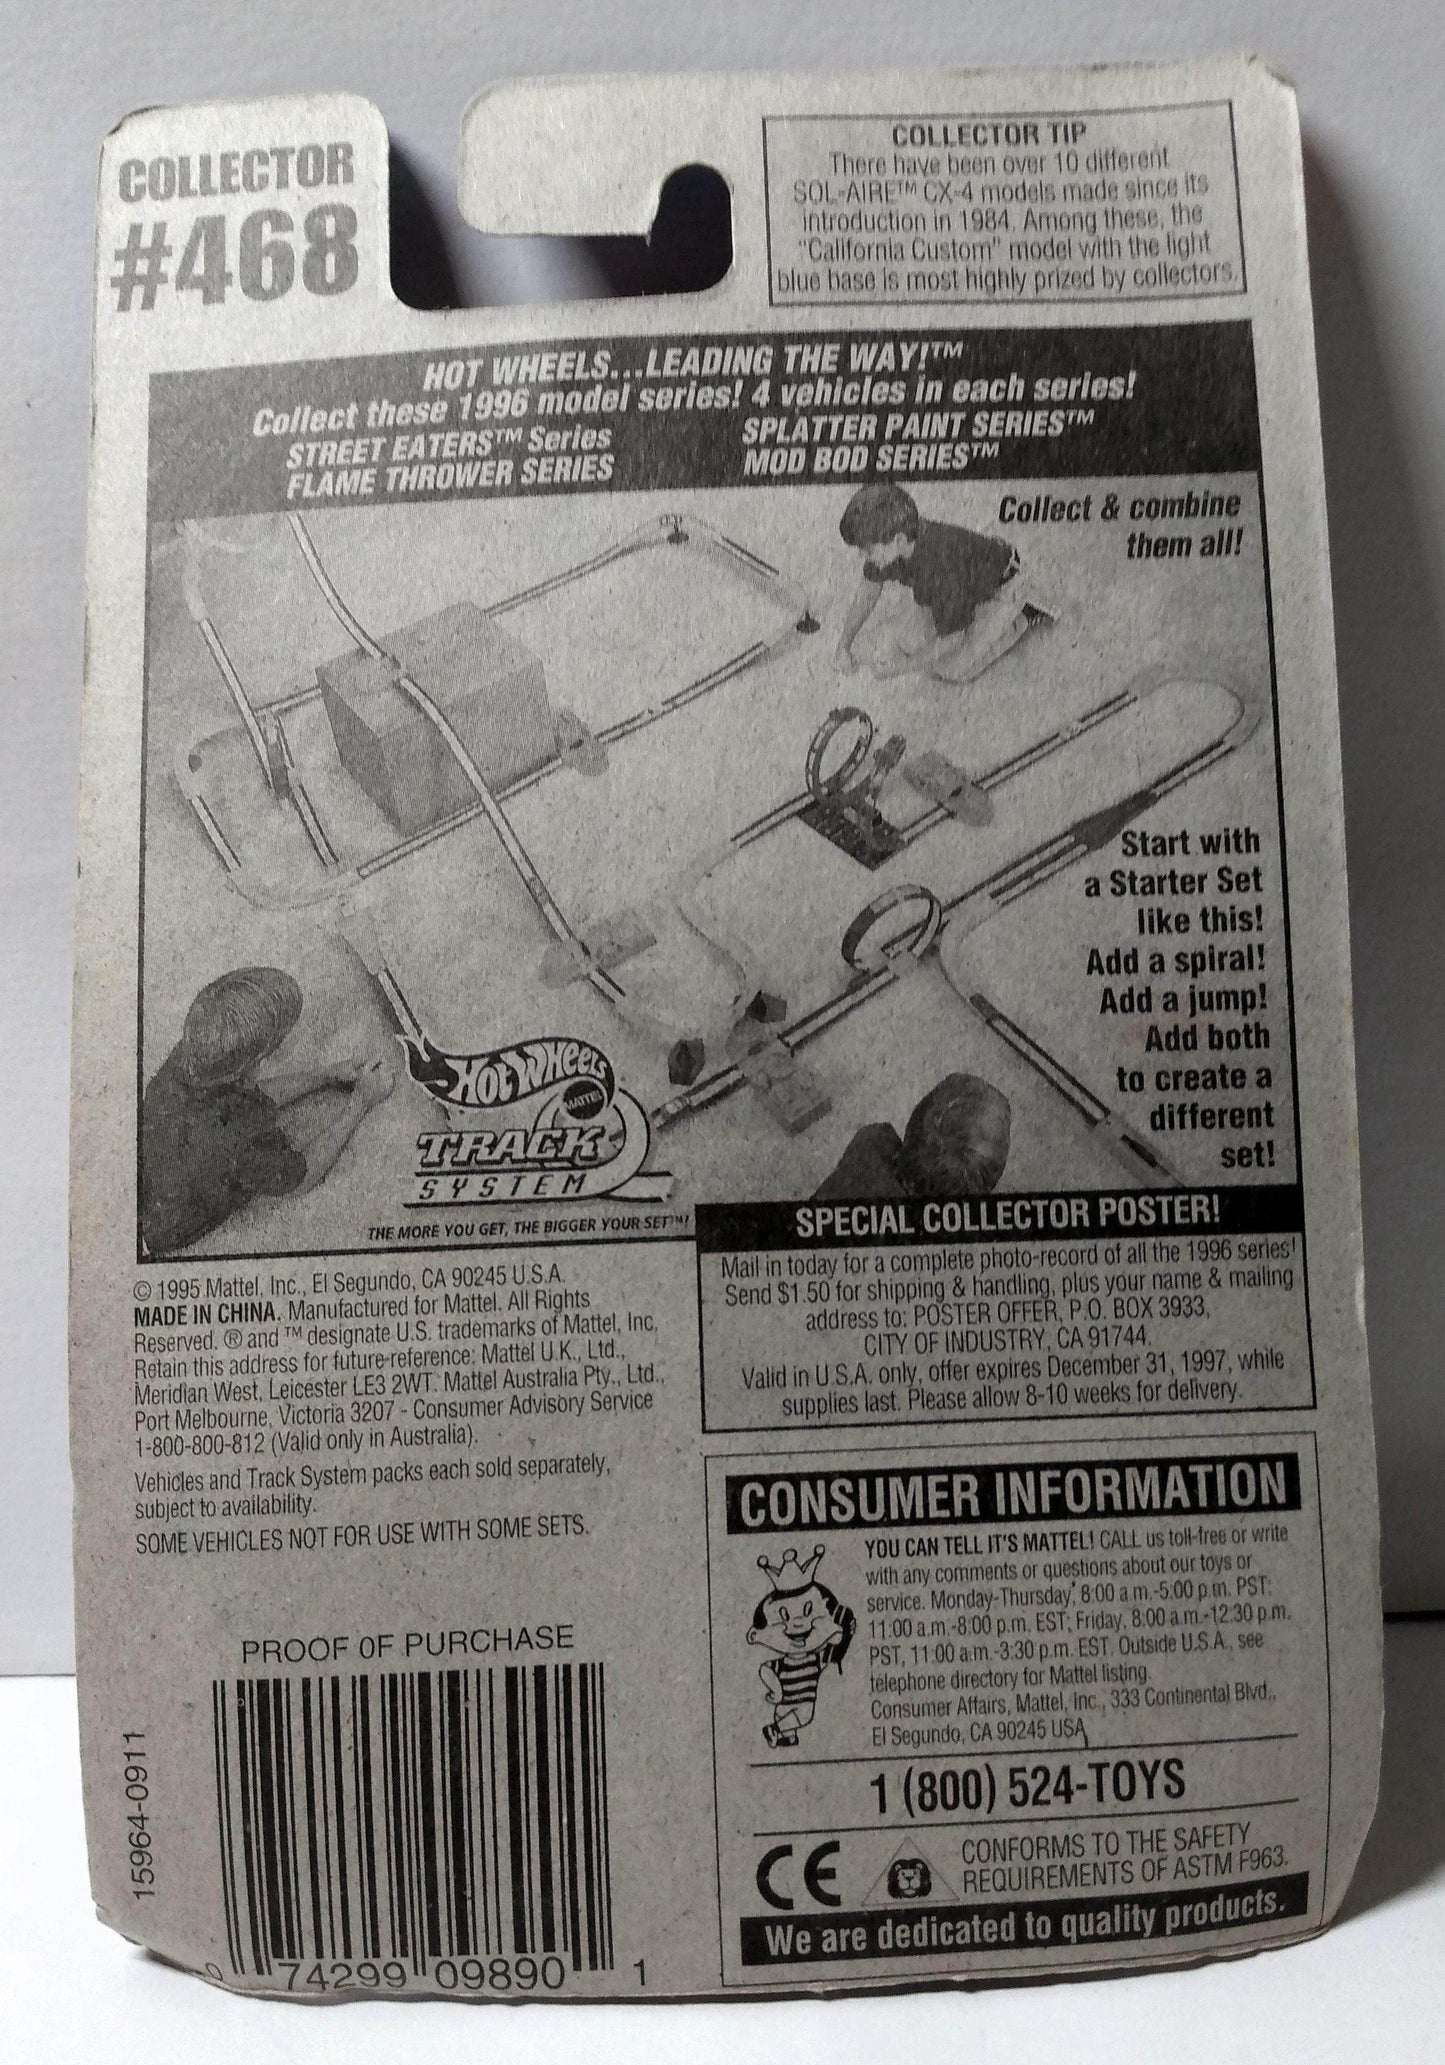 COLLECTOR
#468
COLLECTOR TIP
There have been over 10 different
SOL-AIRE™ CX-4 models made since its
introduction in 1984. Among these, the
"California Custom" model with the light
blue base is most highly prized by collectors.
HOT WHEELS...LEADING THE WAY!™
Collect these 1996 model series! 4 vehicles in each series!
STREET EATERS™ Series
SPLATTER PAINT SERIES™
FLAME THROWER SERIES
MOD BOD SERIES™
Collect & combine
them all!
Start with
a Starter Set
like this!
Add a spiral!
Add a jump!
Add both
to create a
different
set!
HOT WHEELS
MATTEL
TRACK
SYSTEM
THE MORE YOU GET, THE BIGGER YOUR SET™!
© 1995 Mattel, Inc., El Segundo, CA 90245 U.S.A.
MADE IN CHINA. Manufactured for Mattel. All Rights
Reserved. ® and ™ designate U.S. trademarks of Mattel, Inc.
Retain this address for future reference: Mattel U.K., Ltd.,
Meridian West, Leicester LE3 2WT. Mattel Australia Pty., Ltd.,
Port Melbourne, Victoria 3207 - Consumer Advisory Service
1-800-800-812 (Valid only in Australia).
Vehicles and Track System packs each sold separately,
subject to availability.
SOME VEHICLES NOT FOR USE WITH SOME SETS.
SPECIAL COLLECTOR POSTER!
Mail in today for a complete photo-record of all the 1996 series!
Send $1.50 for shipping & handling, plus your name & mailing
address to: POSTER OFFER, P.O. BOX 3933,
CITY OF INDUSTRY, CA 91744.
Valid in U.S.A. only, offer expires December 31, 1997, while
supplies last. Please allow 8-10 weeks for delivery.
CONSUMER INFORMATION
YOU CAN TELL IT'S MATTEL! CALL us toll-free or write
with any comments or questions about our toys or
service. Monday-Thursday, 8:00 a.m.-5:00 p.m. PST;
11:00 a.m.-8:00 p.m. EST; Friday, 8:00 a.m.-12:30 p.m.
PST, 11:00 a.m.-3:30 p.m. EST. Outside U.S.A., see
telephone directory for Mattel listing.
Consumer Affairs, Mattel, Inc., 333 Continental Blvd.,
El Segundo, CA 90245 USA
1 (800) 524-TOYS
CE
CONFORMS TO THE SAFETY
REQUIREMENTS OF ASTM F963.
We are dedicated to quality products.
PROOF OF PURCHASE
15964-0911
0 74299 09890 1